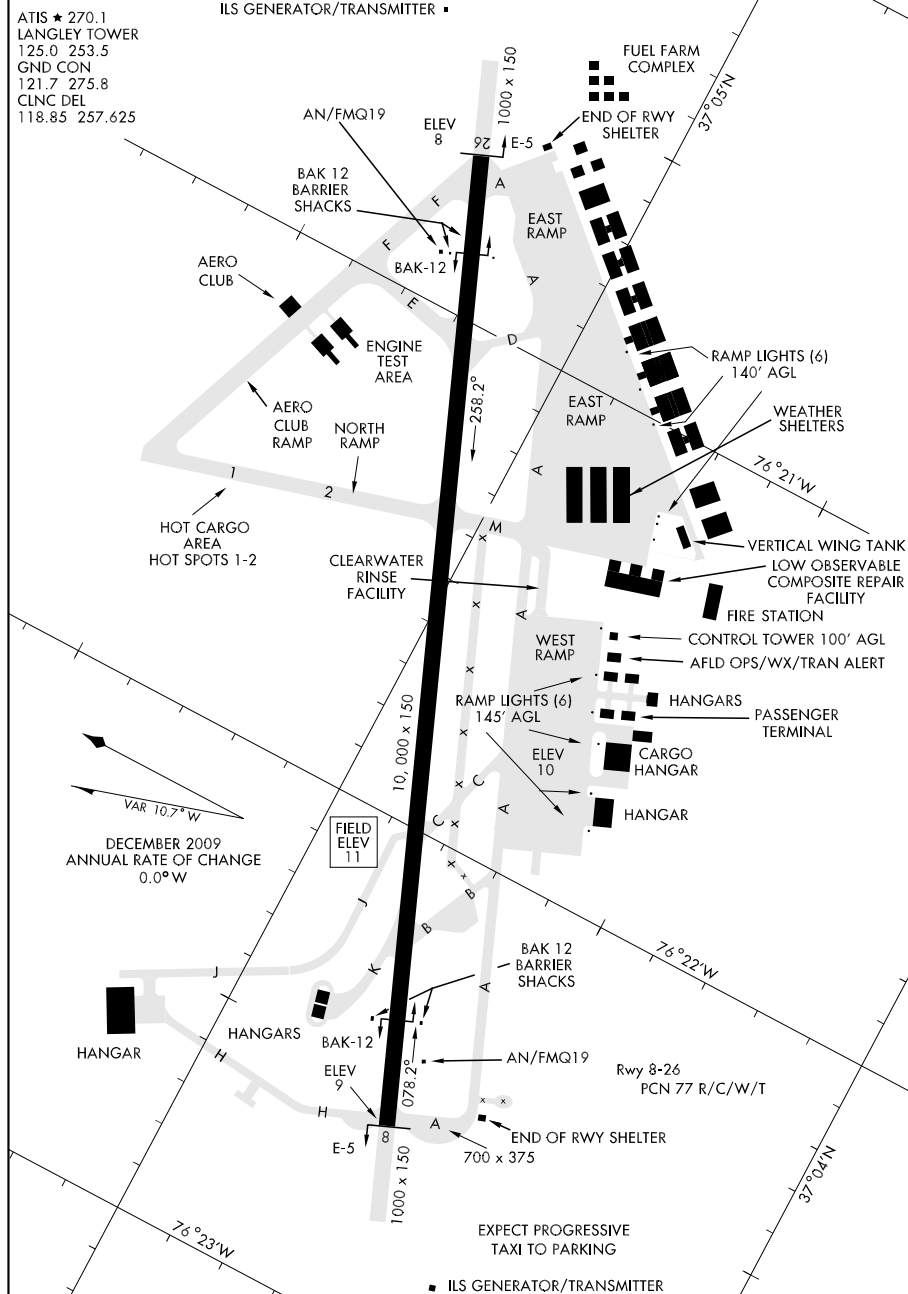 ILS GENERATOR/TRANSMITTER
ATIS ★ 270.1
LANGLEY TOWER
125.0 253.5
GND CON
121.7 275.8
CLNC DEL
118.85 257.625
FUEL FARM
COMPLEX
37°05'N
1000 x 150
AN/FMQ19
ELEV
8
26
E-5
END OF RWY
SHELTER
BAK 12
BARRIER
SHACKS
A
F
F
EAST
RAMP
BAK-12
A
AERO
CLUB
E
D
ENGINE
TEST
AREA
RAMP LIGHTS (6)
140' AGL
258.2°
EAST
RAMP
WEATHER
SHELTERS
AERO
CLUB
RAMP
NORTH
RAMP
76°21'W
A
1
2
HOT CARGO
AREA
HOT SPOTS 1-2
M
x
VERTICAL WING TANK
CLEARWATER
RINSE
FACILITY
LOW OBSERVABLE
COMPOSITE REPAIR
FACILITY
x
A
FIRE STATION
WEST
RAMP
CONTROL TOWER 100' AGL
x
AFLD OPS/WX/TRAN ALERT
x
10,000 x 150
RAMP LIGHTS (6)
145' AGL
HANGARS
PASSENGER
TERMINAL
x
ELEV
10
CARGO
HANGAR
x
C
A
HANGAR
VAR 10.7° W
C
x
x
FIELD
ELEV
11
DECEMBER 2009
ANNUAL RATE OF CHANGE
0.0° W
x
x
J
B
B
76°22'W
BAK 12
BARRIER
SHACKS
J
K
A
HANGARS
BAK-12
HANGAR
H
AN/FMQ19
078.2°
ELEV
9
Rwy 8-26
PCN 77 R/C/W/T
x x
H
A
8
E-5
END OF RWY SHELTER
700 x 375
1000 x 150
37°04'N
76°23'W
EXPECT PROGRESSIVE
TAXI TO PARKING
ILS GENERATOR/TRANSMITTER